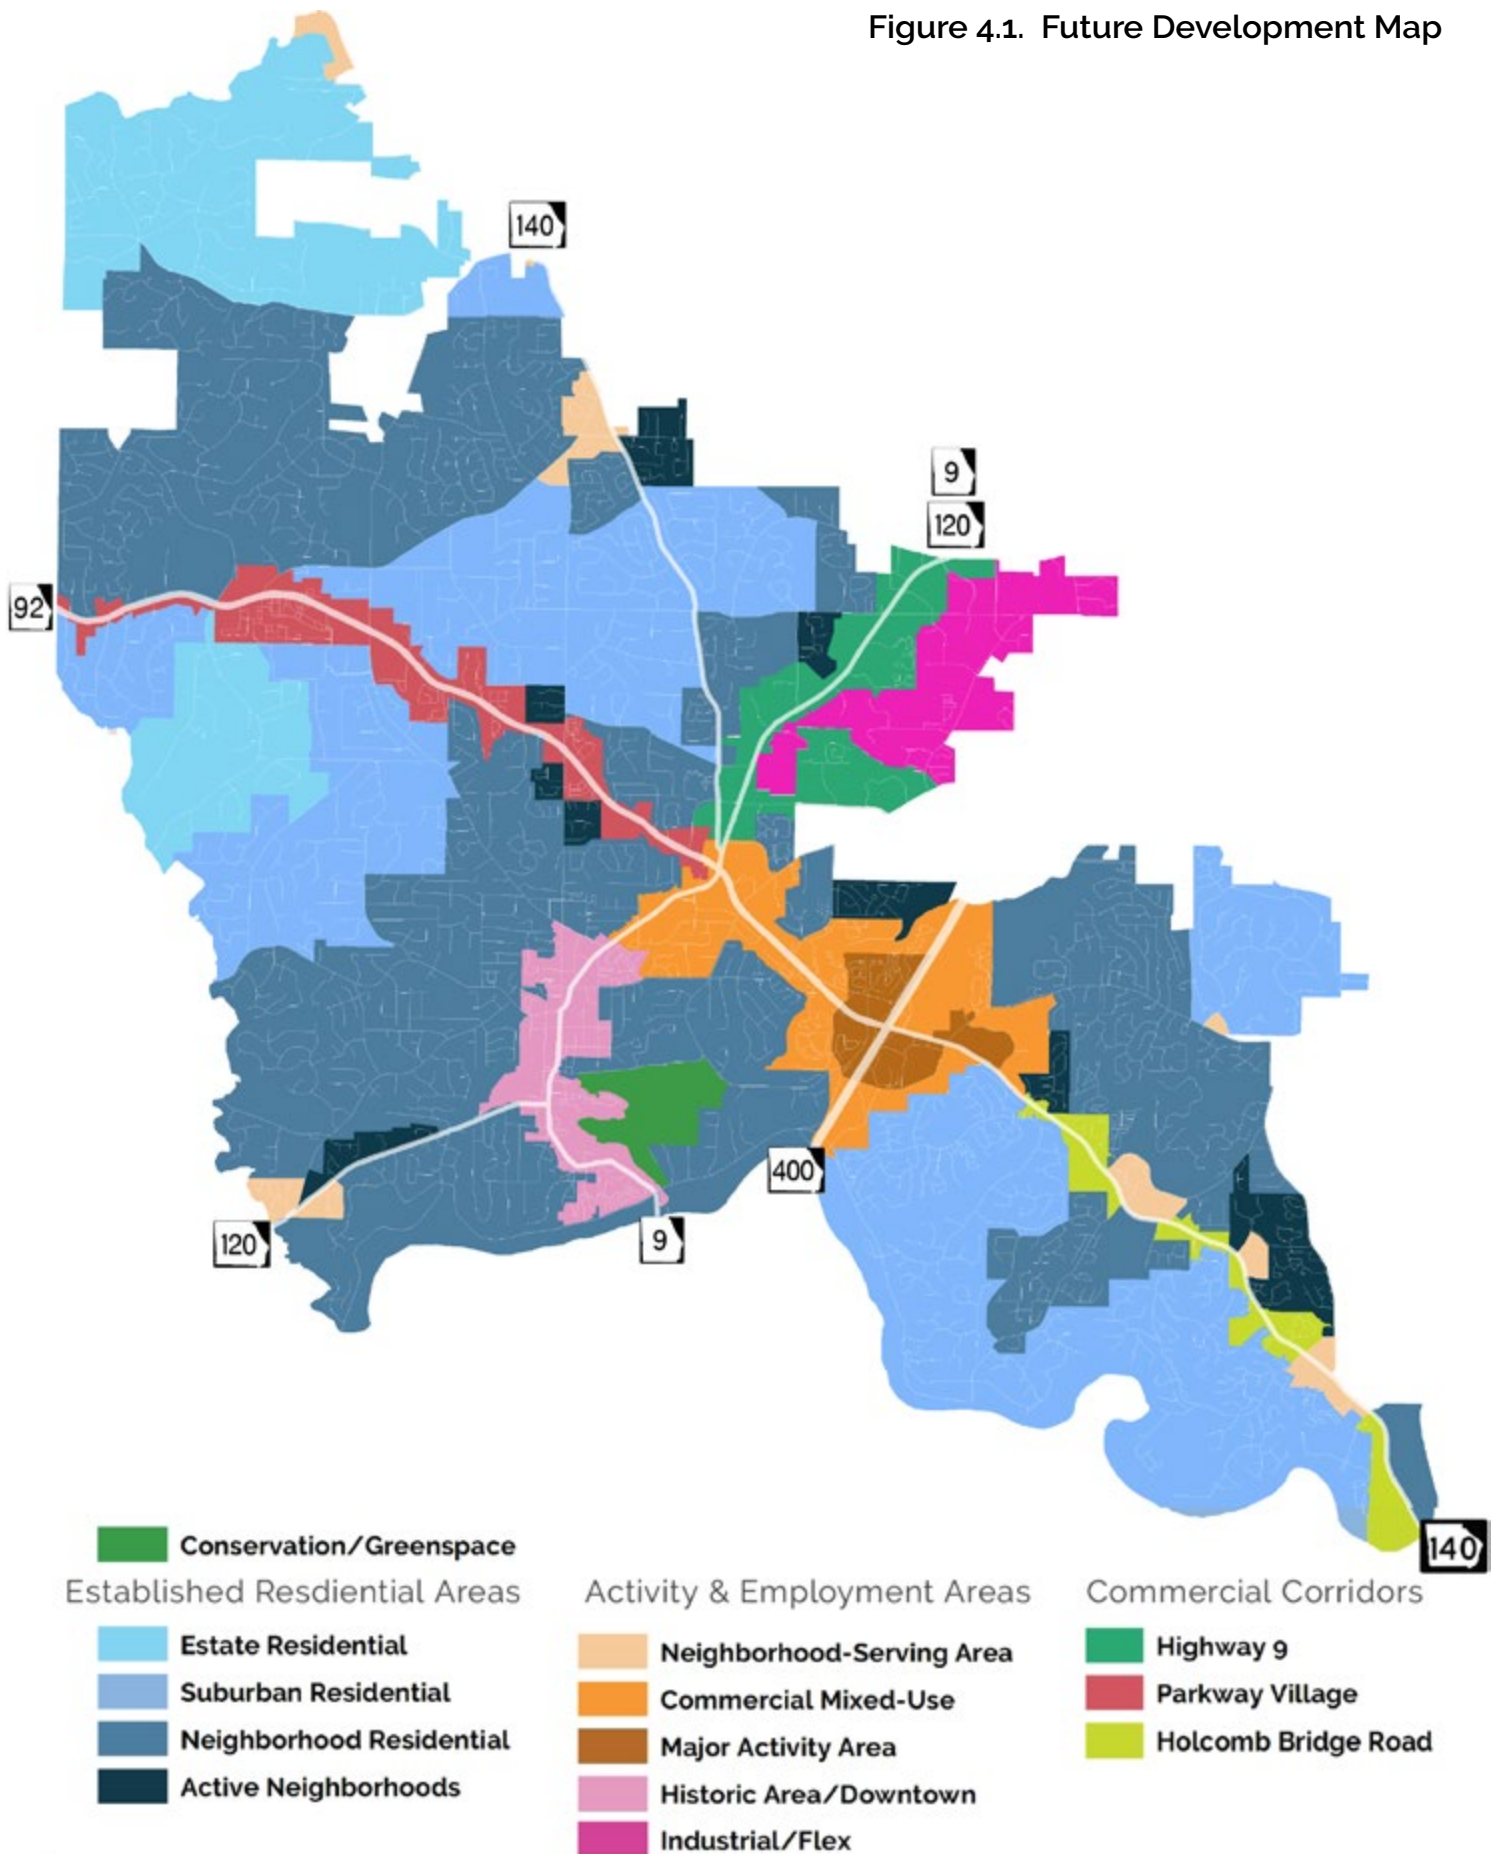 Figure 4.1. Future Development Map
140
9
120
92
400
120
9
140
Conservation/Greenspace
Established Resdiential Areas
Estate Residential
Suburban Residential
Neighborhood Residential
Active Neighborhoods
Activity & Employment Areas
Neighborhood-Serving Area
Commercial Mixed-Use
Major Activity Area
Historic Area/Downtown
Industrial/Flex
Commercial Corridors
Highway 9
Parkway Village
Holcomb Bridge Road